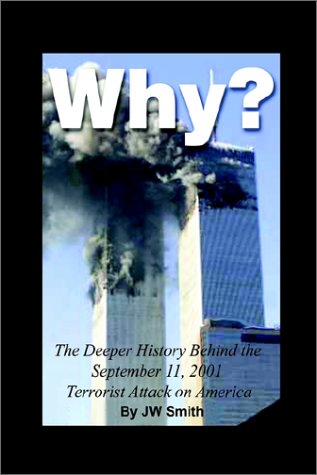 Why?
The Deeper History Behind the
September 11, 2001
Terrorist Attack on America
By JW Smith